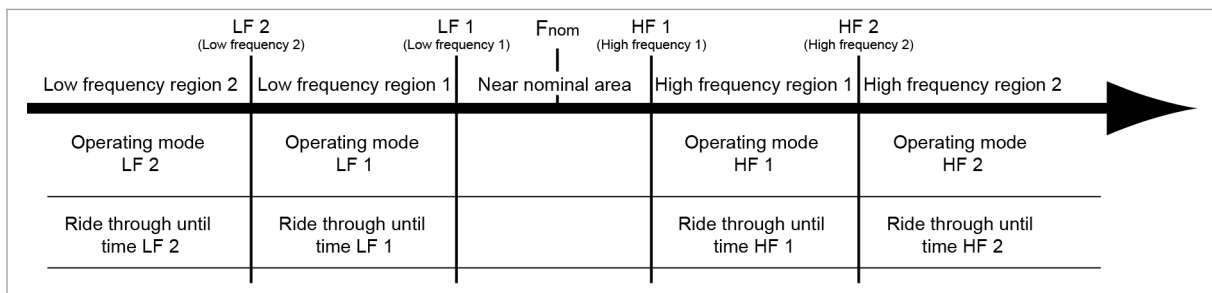 LF 2
(Low frequency 2)
LF 1
(Low frequency 1)
Fnom
HF 1
(High frequency 1)
HF 2
(High frequency 2)
Low frequency region 2
Low frequency region 1
Near nominal area
High frequency region 1
High frequency region 2
Operating mode
LF 2
Operating mode
LF 1
Operating mode
HF 1
Operating mode
HF 2
Ride through until
time LF 2
Ride through until
time LF 1
Ride through until
time HF 1
Ride through until
time HF 2